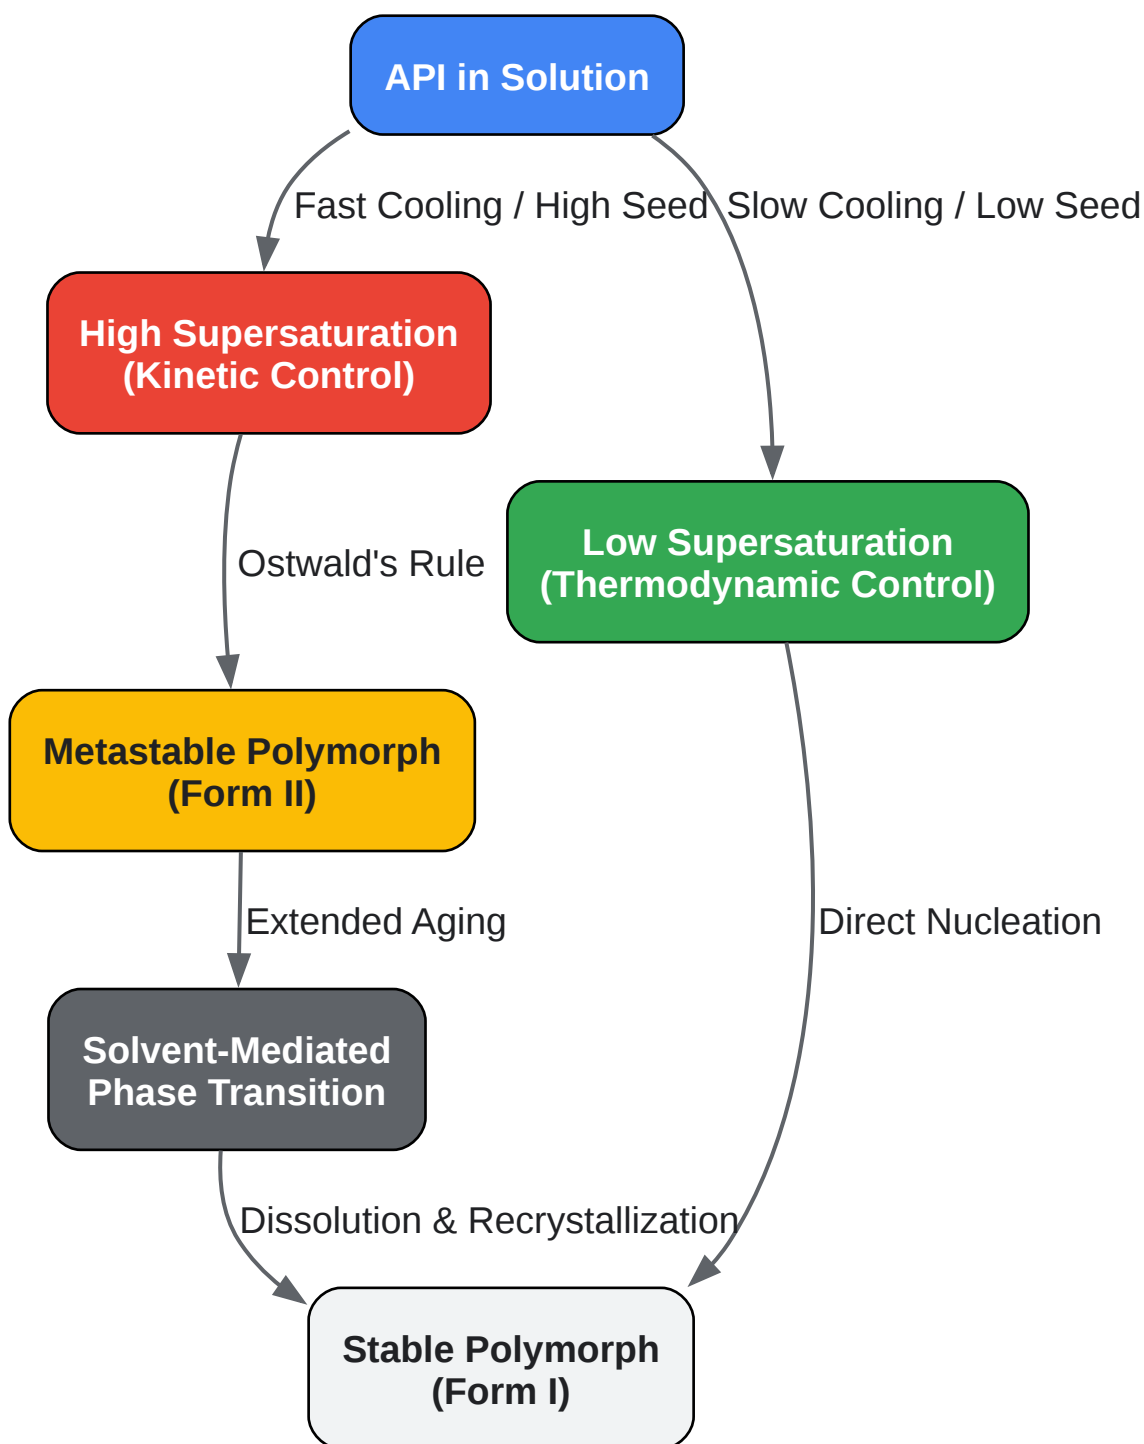 API in Solution
Fast Cooling / High Seed
Slow Cooling / Low Seed
High Supersaturation
(Kinetic Control)
Ostwald's Rule
Low Supersaturation
(Thermodynamic Control)
Metastable Polymorph
(Form II)
Extended Aging
Direct Nucleation
Solvent-Mediated
Phase Transition
Dissolution & Recrystallization
Stable Polymorph
(Form I)